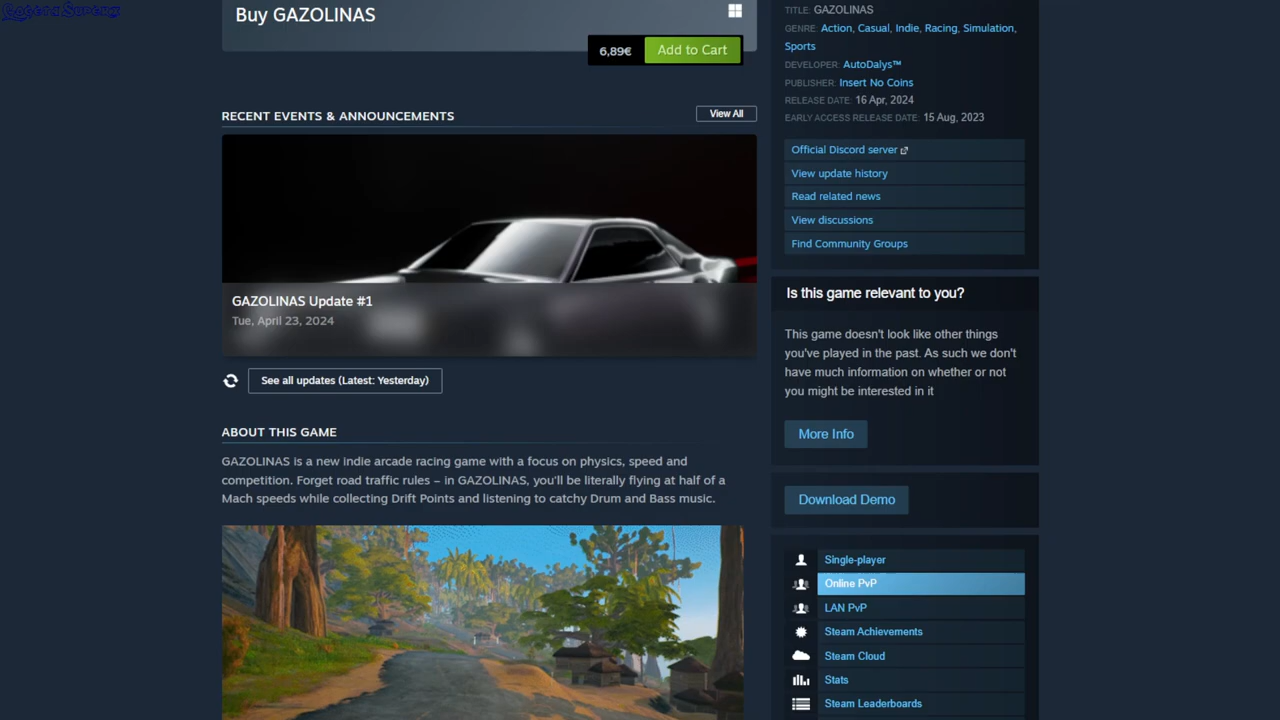 Buy GAZOLINAS
6,89€
Add to Cart
RECENT EVENTS & ANNOUNCEMENTS
View All
GAZOLINAS Update #1
Tue, April 23, 2024
See all updates (Latest: Yesterday)
ABOUT THIS GAME
GAZOLINAS is a new indie arcade racing game with a focus on physics, speed and
competition. Forget road traffic rules – in GAZOLINAS, you'll be literally flying at half of a
Mach speeds while collecting Drift Points and listening to catchy Drum and Bass music.
TITLE: GAZOLINAS
GENRE: Action, Casual, Indie, Racing, Simulation,
Sports
DEVELOPER: AutoDalys™
PUBLISHER: Insert No Coins
RELEASE DATE: 16 Apr, 2024
EARLY ACCESS RELEASE DATE: 15 Aug, 2023
Official Discord server
View update history
Read related news
View discussions
Find Community Groups
Is this game relevant to you?
This game doesn't look like other things
you've played in the past. As such we don't
have much information on whether or not
you might be interested in it
More Info
Download Demo
Single-player
Online PvP
LAN PvP
Steam Achievements
Steam Cloud
Stats
Steam Leaderboards